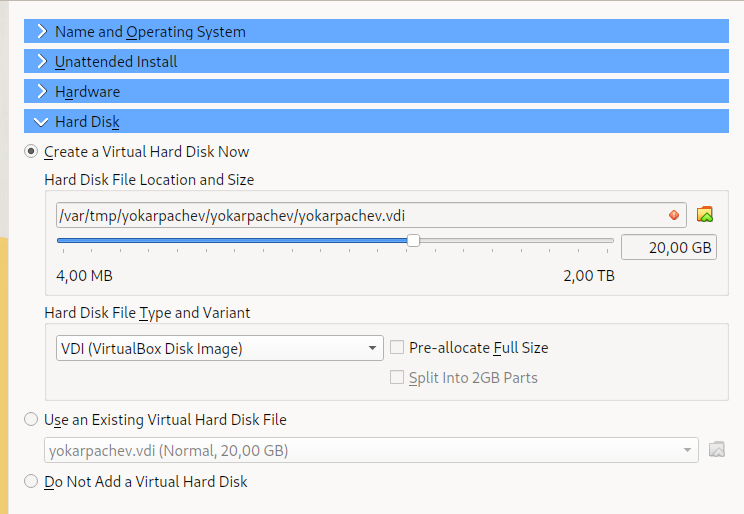 Name and Operating System
Unattended Install
Hardware
Hard Disk
Create a Virtual Hard Disk Now
Hard Disk File Location and Size
/var/tmp/yokarpachev/yokarpachev/yokarpachev.vdi
20,00 GB
4,00 MB
2,00 TB
Hard Disk File Type and Variant
VDI (VirtualBox Disk Image)
Pre-allocate Full Size
Split Into 2GB Parts
Use an Existing Virtual Hard Disk File
yokarpachev.vdi (Normal, 20,00 GB)
Do Not Add a Virtual Hard Disk